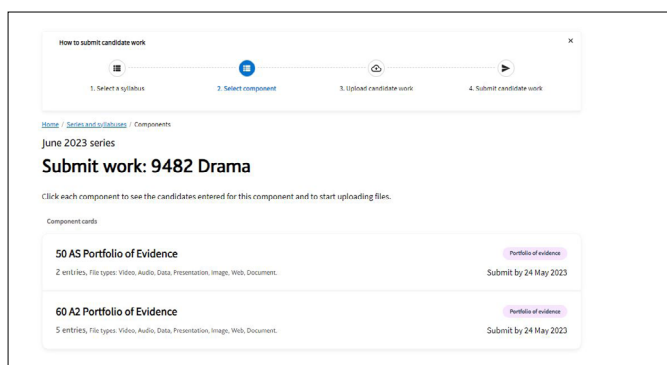 How to submit candidate work ×
1. Select a syllabus 2. Select component 3. Upload candidate work 4. Submit candidate work
Home / Series and syllabuses / Components
June 2023 series
Submit work: 9482 Drama
Click each component to see the candidates entered for this component and to start uploading files.
Component cards
50 AS Portfolio of Evidence Portfolio of evidence
2 entries, File types: Video, Audio, Data, Presentation, Image, Web, Document. Submit by 24 May 2023
60 A2 Portfolio of Evidence Portfolio of evidence
5 entries, File types: Video, Audio, Data, Presentation, Image, Web, Document. Submit by 24 May 2023